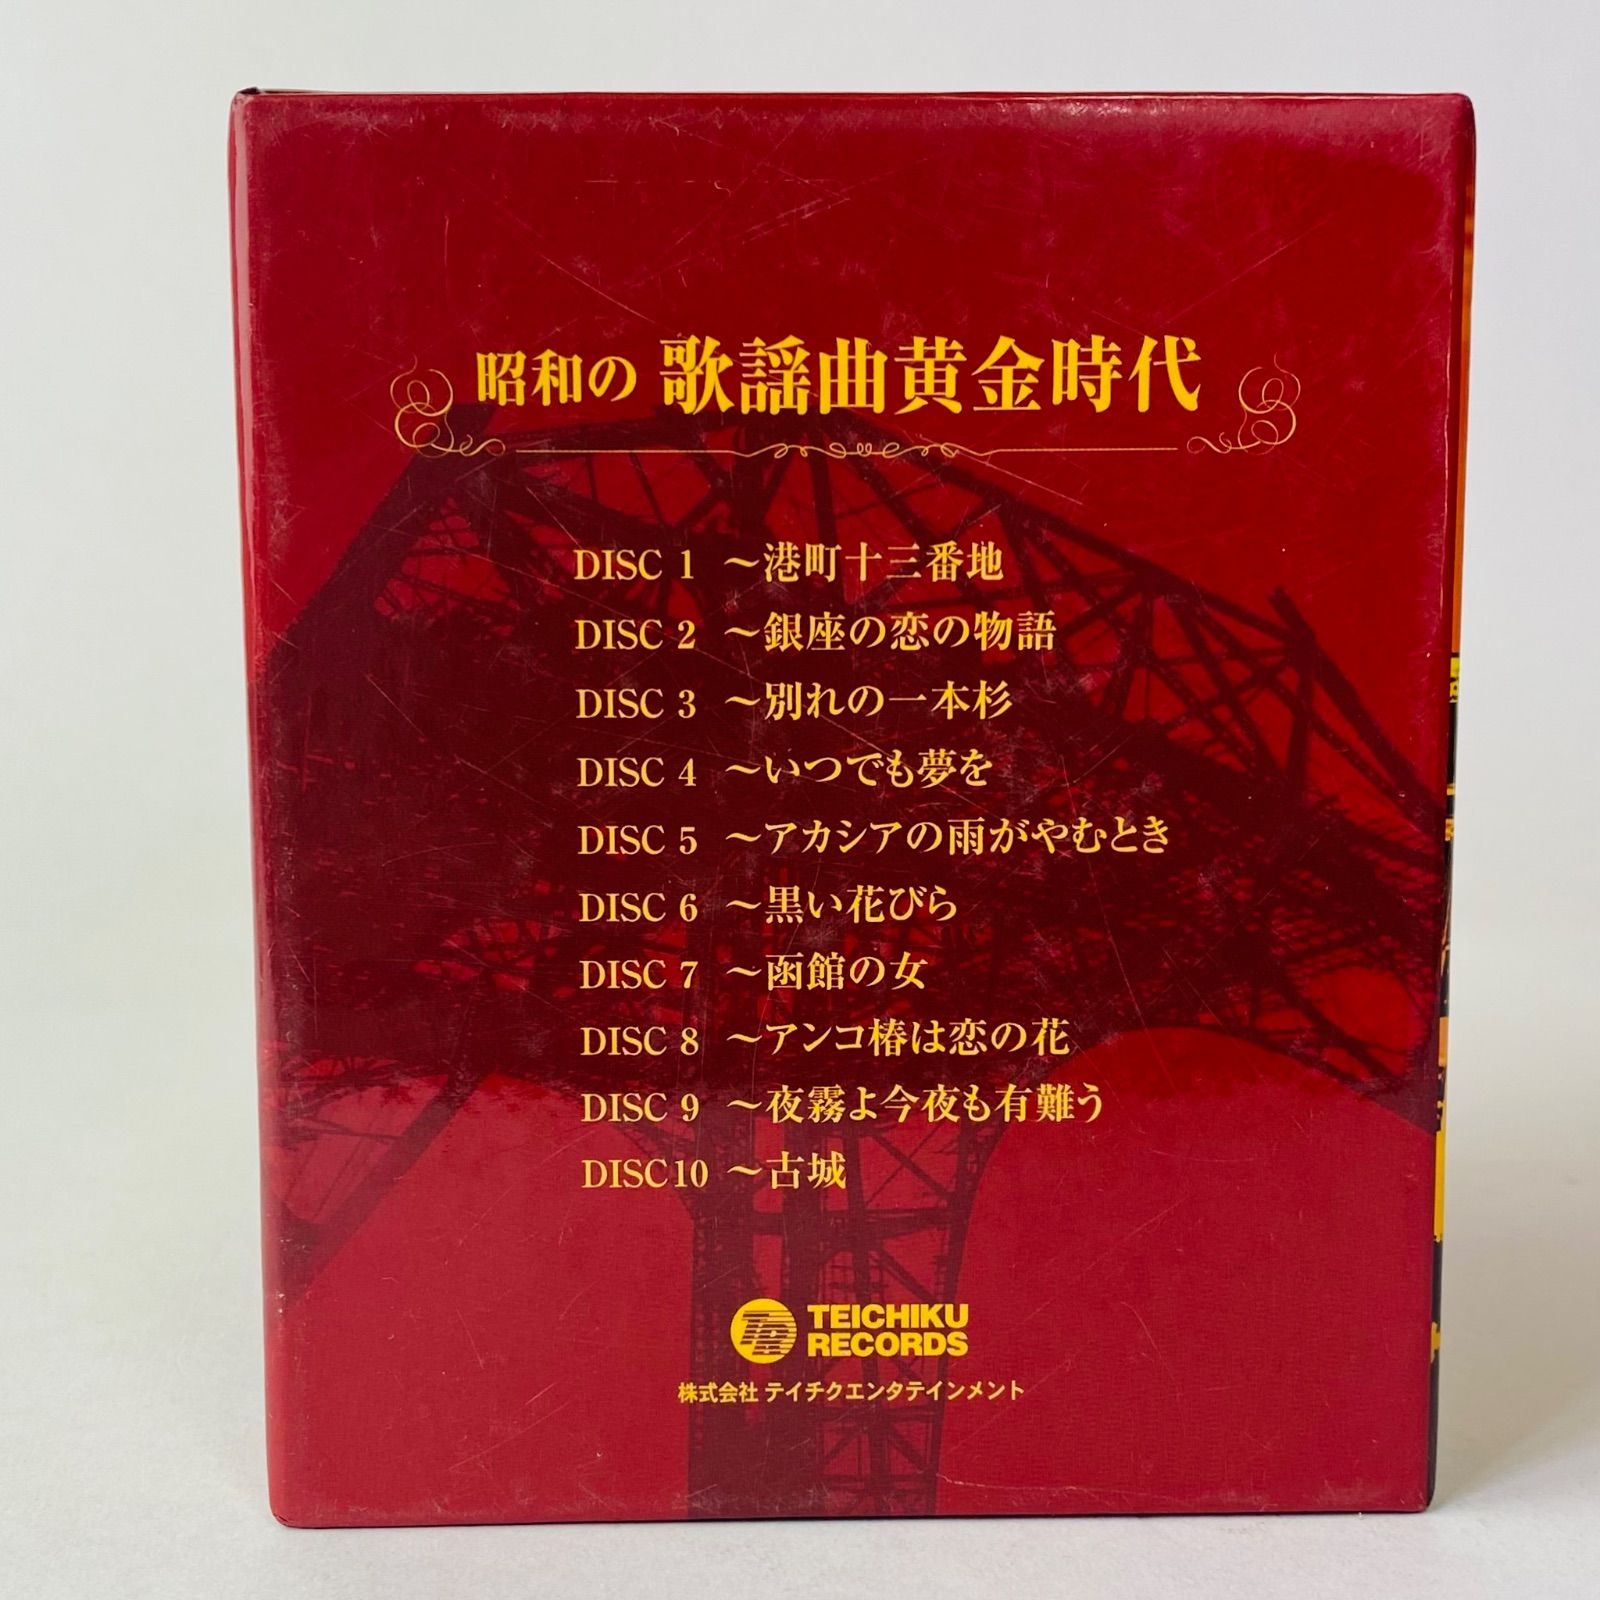 昭和の 歌謡曲黄金時代
DISC 1 ～港町十三番地
DISC 2 ～銀座の恋の物語
DISC 3 ～別れの一本杉
DISC 4 ～いつでも夢を
DISC 5 ～アカシアの雨がやむとき
DISC 6 ～黒い花びら
DISC 7 ～函館の女
DISC 8 ～アンコ椿は恋の花
DISC 9 ～夜霧よ今夜も有難う
DISC10 ～古城
TEICHIKU
RECORDS
株式会社 テイチクエンタテインメント